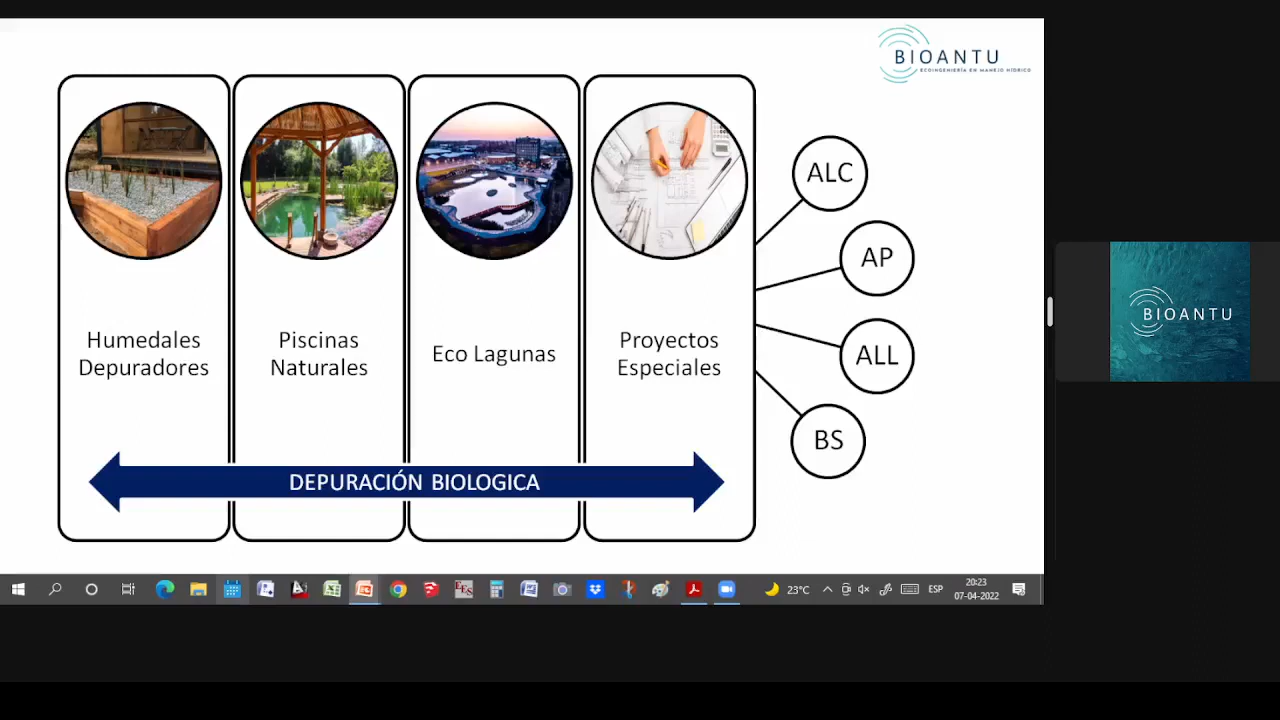 BIOANTU
ECOINGENIERÍA EN MANEJO HÍDRICO
Humedales
Depuradores
Piscinas
Naturales
Eco Lagunas
Proyectos
Especiales
ALC
AP
ALL
BS
DEPURACIÓN BIOLOGICA
BIOANTU
EES
23°C
ESP
20:23
07-04-2022